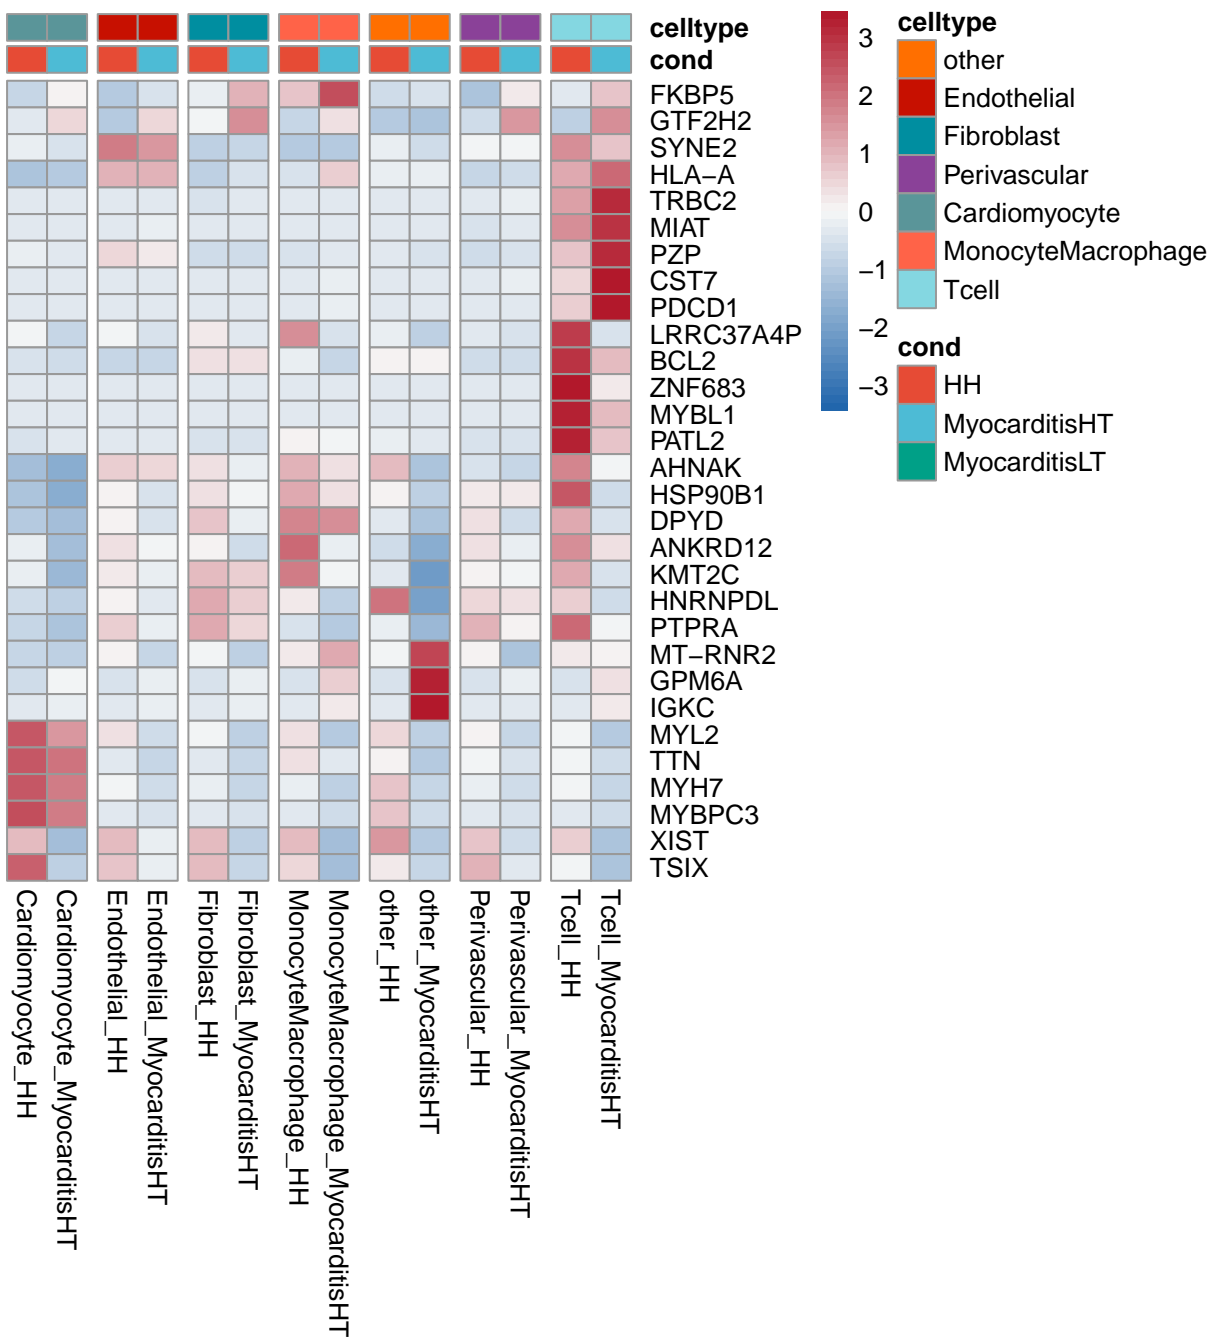 celltype
cond
FKBP5
GTF2H2
SYNE2
HLA−A
TRBC2
MIAT
PZP
CST7
PDCD1
LRRC37A4P
BCL2
ZNF683
MYBL1
PATL2
AHNAK
HSP90B1
DPYD
ANKRD12
KMT2C
HNRNPDL
PTPRA
MT−RNR2
GPM6A
IGKC
MYL2
TTN
MYH7
MYBPC3
XIST
TSIX
Cardiomyocyte_HH
Cardiomyocyte_MyocarditisHT
Endothelial_HH
Endothelial_MyocarditisHT
Fibroblast_HH
Fibroblast_MyocarditisHT
MonocyteMacrophage_HH
MonocyteMacrophage_MyocarditisHT
other_HH
other_MyocarditisHT
Perivascular_HH
Perivascular_MyocarditisHT
Tcell_HH
Tcell_MyocarditisHT
3
2
1
0
−1
−2
−3
celltype
other
Endothelial
Fibroblast
Perivascular
Cardiomyocyte
MonocyteMacrophage
Tcell
cond
HH
MyocarditisHT
MyocarditisLT